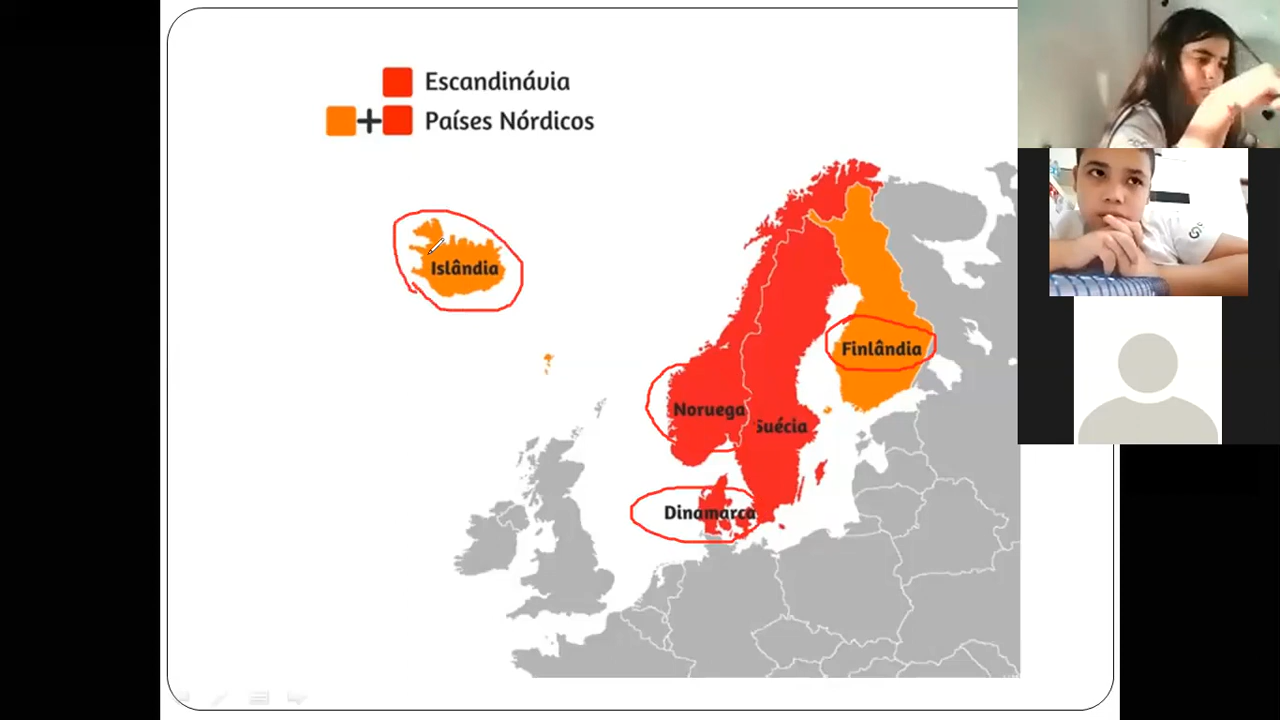 Escandinávia
Países Nórdicos
Islândia
Finlândia
Noruega
Suécia
Dinamarca